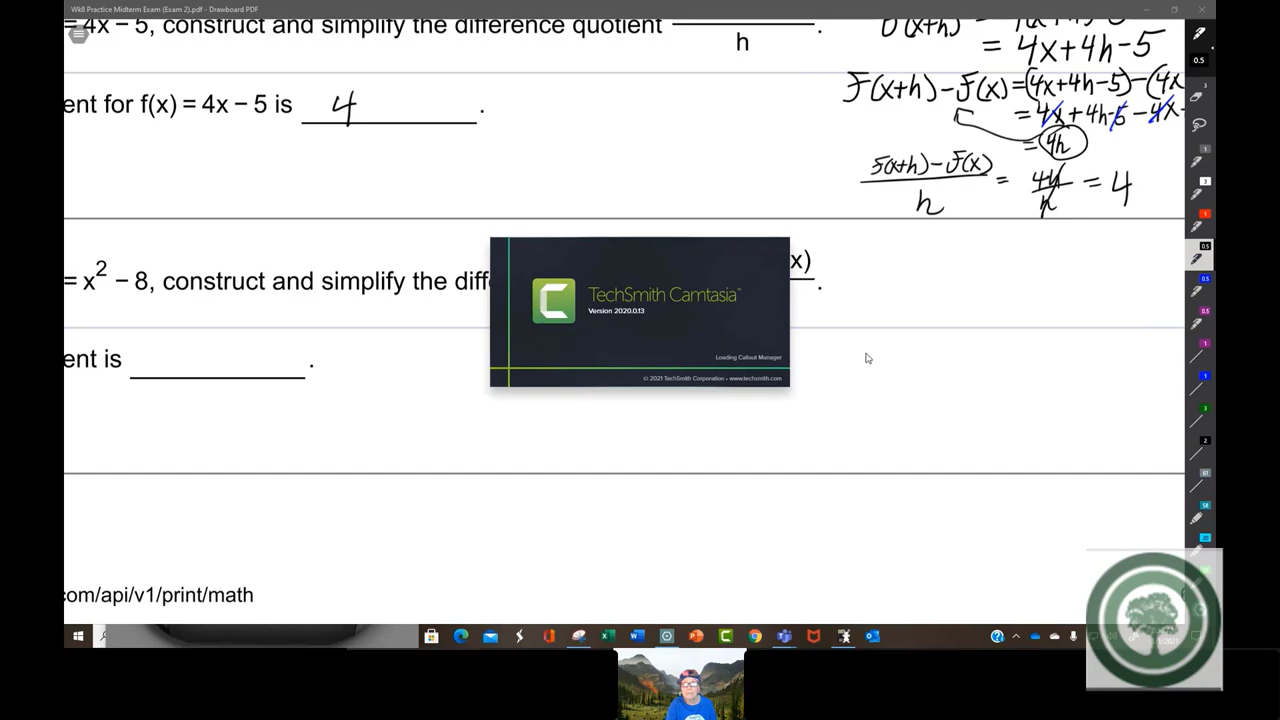 Wk8 Practice Midterm Exam (Exam 2).pdf - Drawboard PDF
= 4x − 5, construct and simplify the difference quotient
h
.
= 4x+4h-5
F(x+h)-F(x) =(4x+4h-5)-(4x
= 4x+4h-5-4x-
= 4h
ent for f(x) = 4x − 5 is 4 .
F(x+h)-F(x)
h
= 4h
h
= 4
= x² − 8, construct and simplify the diff
x)
.
TechSmith Camtasia™
Version 2020.0.13
Loading Callout Manager
© 2021 TechSmith Corporation • www.techsmith.com
ent is .
com/api/v1/print/math